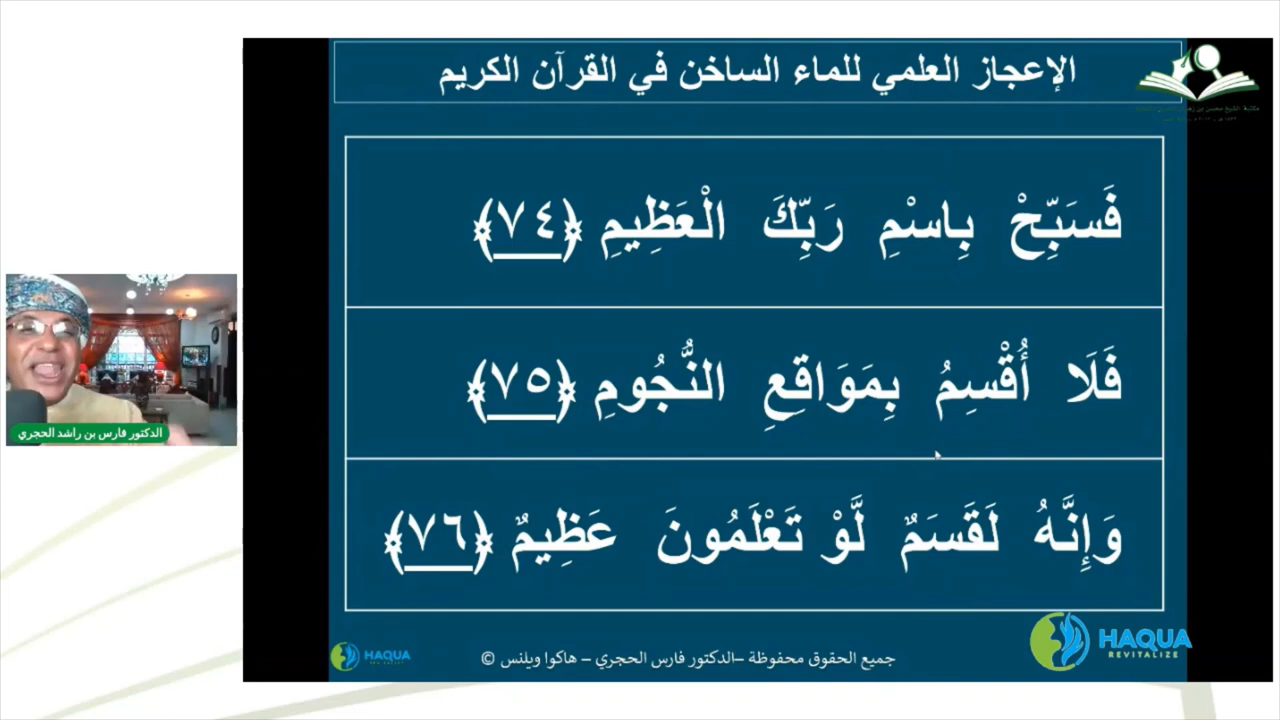 الإعجاز العلمي للماء الساخن في القرآن الكريم
فَسَبِّحْ بِاسْمِ رَبِّكَ الْعَظِيمِ ﴿٧٤﴾
فَلَا أُقْسِمُ بِمَوَاقِعِ النُّجُومِ ﴿٧٥﴾
وَإِنَّهُ لَقَسَمٌ لَّوْ تَعْلَمُونَ عَظِيمٌ ﴿٧٦﴾
الدكتور فارس بن راشد الحجري
HAQUA
REVITALIZE
جميع الحقوق محفوظة –الدكتور فارس الحجري – هاكوا ويلنس ©
HAQUA